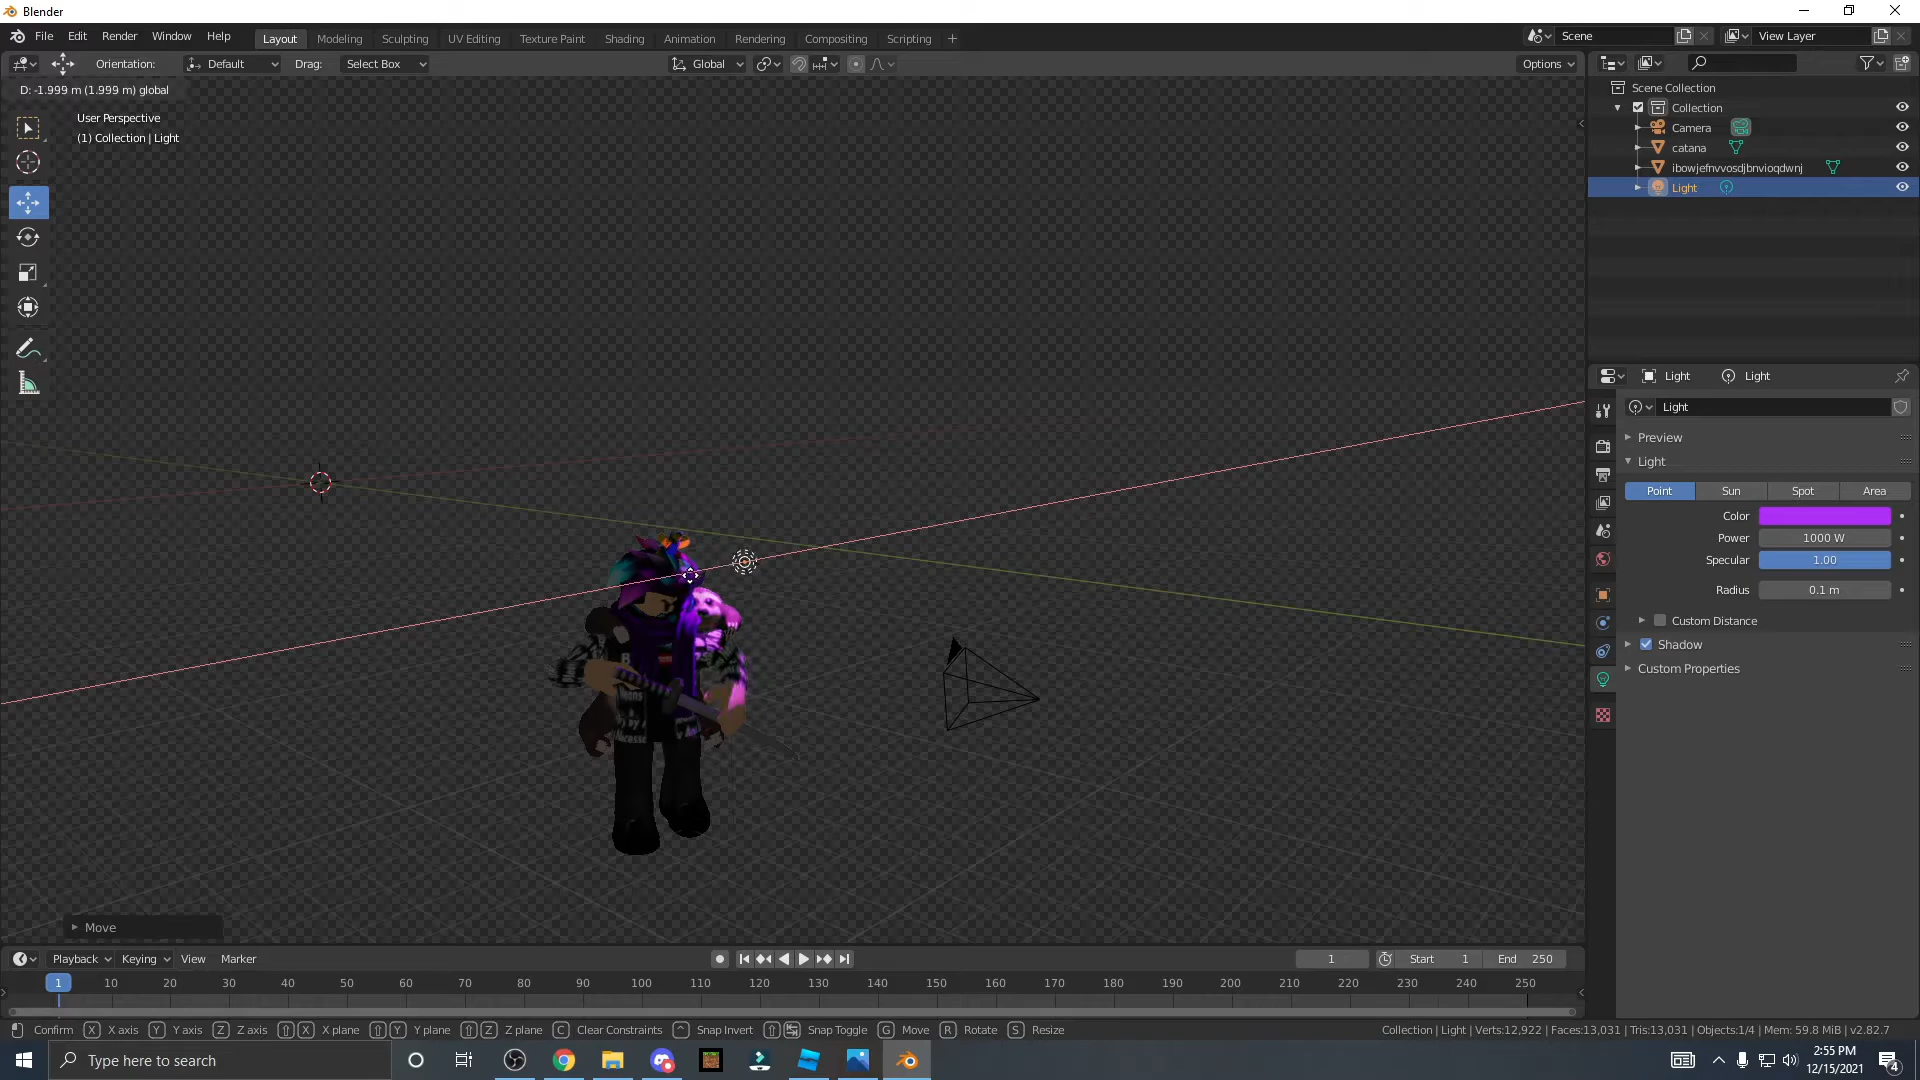 Blender
File Edit Render Window Help
Layout Modeling Sculpting UV Editing Texture Paint Shading Animation Rendering Compositing Scripting +
Scene View Layer
Orientation: Default Drag: Select Box Global Options
D: -1.999 m (1.999 m) global
User Perspective
(1) Collection | Light
Scene Collection
Collection
Camera
catana
ibowjefnvvosdjbnvioqdwnj
Light
Light Light
Light
Preview
Light
Point Sun Spot Area
Color
Power 1000 W
Specular 1.00
Radius 0.1 m
Custom Distance
Shadow
Custom Properties
Move
Playback Keying View Marker 1 Start 1 End 250
1 10 20 30 40 50 60 70 80 90 100 110 120 130 140 150 160 170 180 190 200 210 220 230 240 250
Confirm X X axis Y Y axis Z Z axis X X plane Y Y plane Z Z plane C Clear Constraints ^ Snap Invert Snap Toggle G Move R Rotate S Resize Collection | Light | Verts:12,922 | Faces:13,031 | Tris:13,031 | Objects:1/4 | Mem: 59.8 MiB | v2.82.7
Type here to search
2:55 PM
12/15/2021
4